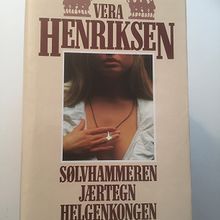 VERA
HENRIKSEN
SØLVHAMMEREN
JÆRTEGN
HELGENKONGEN